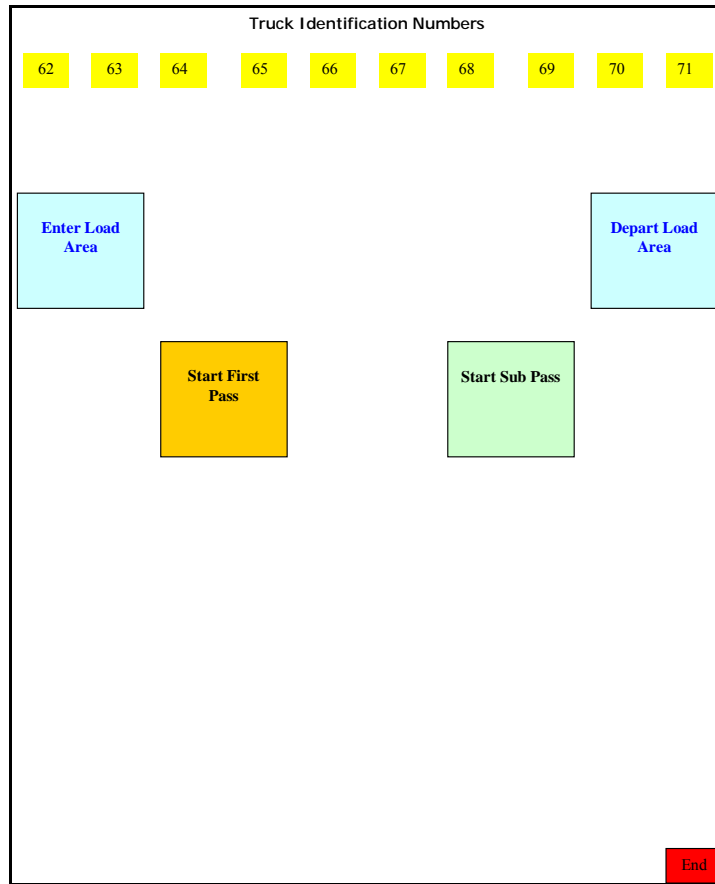 Truck Identification Numbers
62 63 64 65 66 67 68 69 70 71
Enter Load
Area
Depart Load
Area
Start First
Pass
Start Sub Pass
End